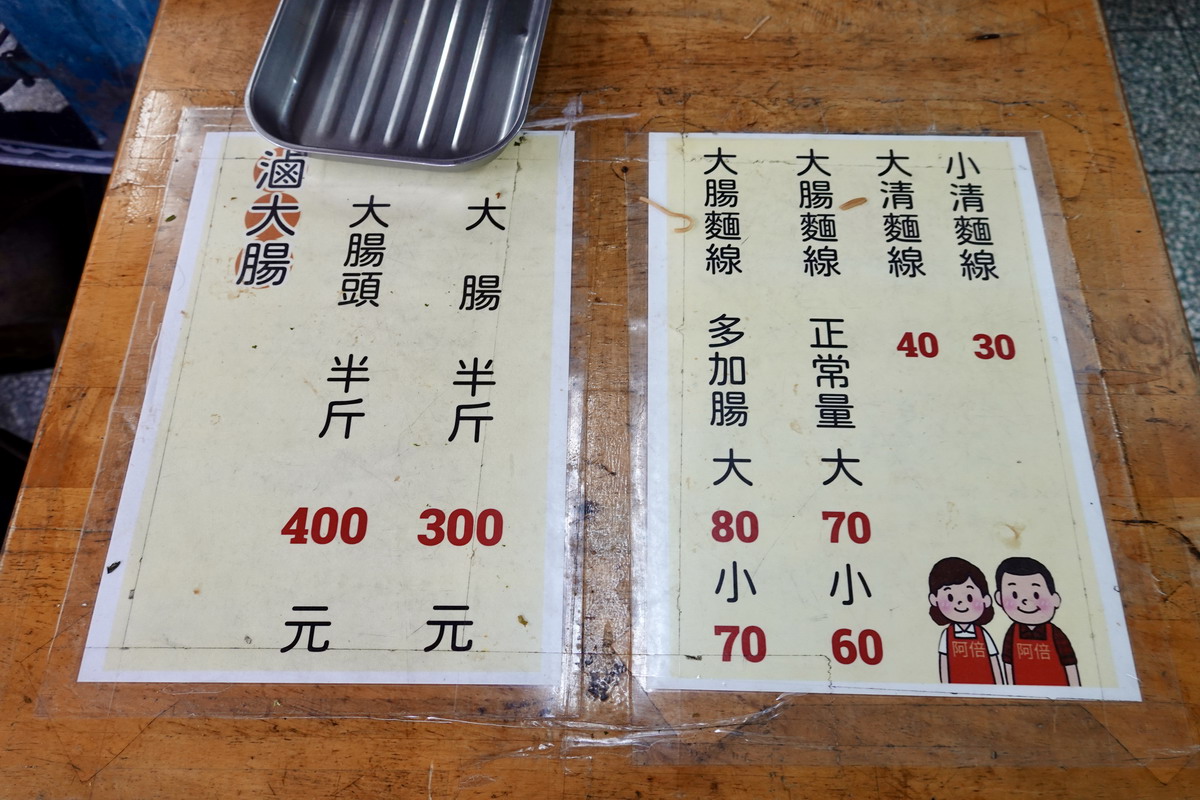 小清麵線 30
大清麵線 40
大腸麵線 正常量 大 70 小 60
大腸麵線 多加腸 大 80 小 70
阿倍
阿倍
大腸 半斤 300 元
大腸頭 半斤 400 元
滷大腸